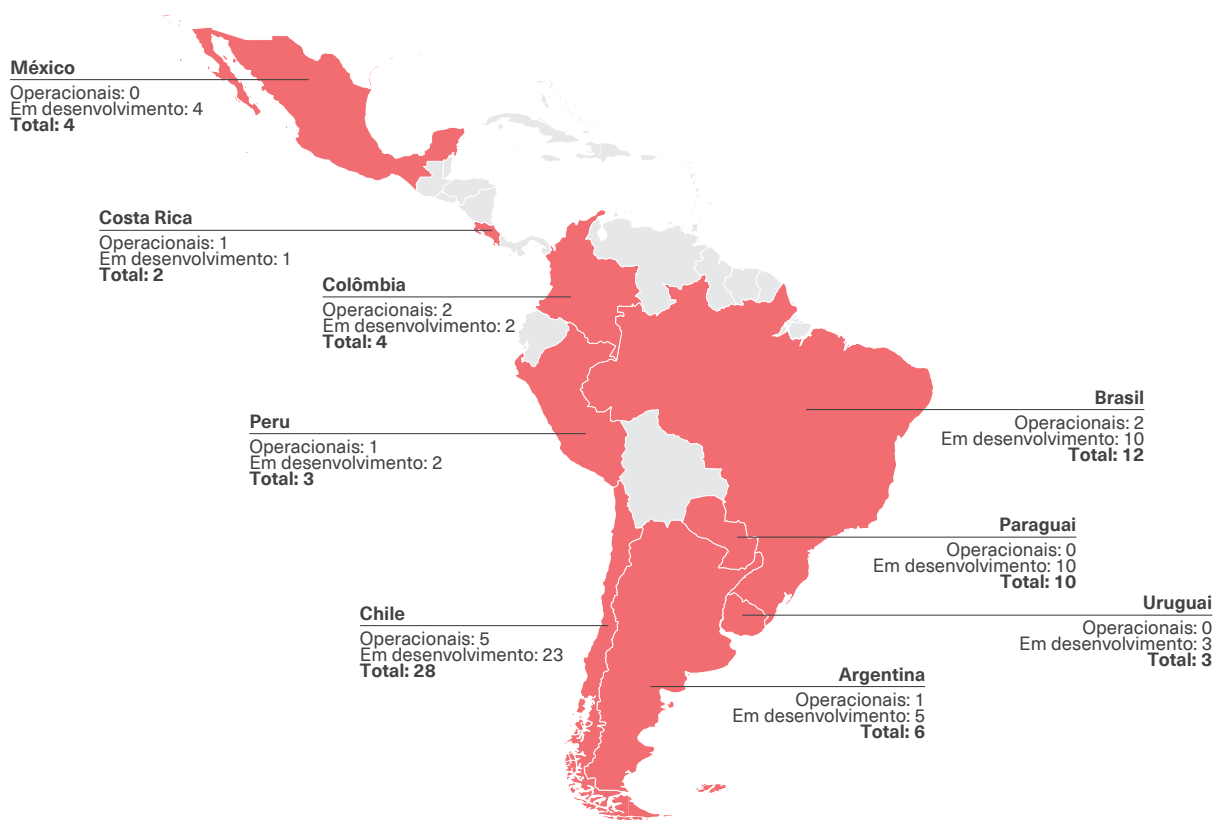 México
Operacionais: 0
Em desenvolvimento: 4
Total: 4
Costa Rica
Operacionais: 1
Em desenvolvimento: 1
Total: 2
Colômbia
Operacionais: 2
Em desenvolvimento: 2
Total: 4
Peru
Operacionais: 1
Em desenvolvimento: 2
Total: 3
Brasil
Operacionais: 2
Em desenvolvimento: 10
Total: 12
Paraguai
Operacionais: 0
Em desenvolvimento: 10
Total: 10
Chile
Operacionais: 5
Em desenvolvimento: 23
Total: 28
Uruguai
Operacionais: 0
Em desenvolvimento: 3
Total: 3
Argentina
Operacionais: 1
Em desenvolvimento: 5
Total: 6